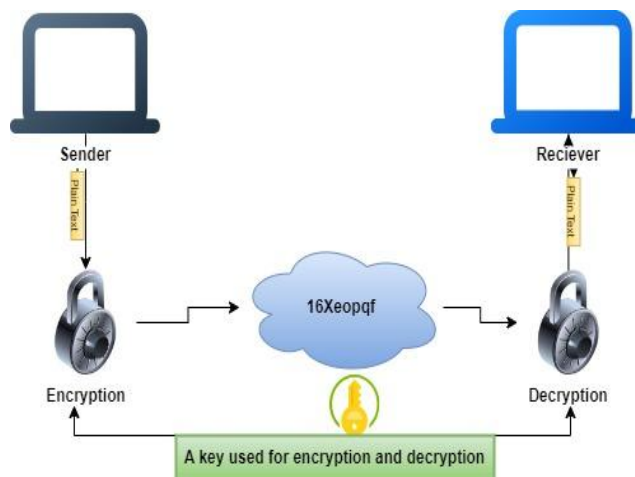 Sender
Reciever
Plain Text
Plain Text
16Xeopqf
Encryption
Decryption
A key used for encryption and decryption